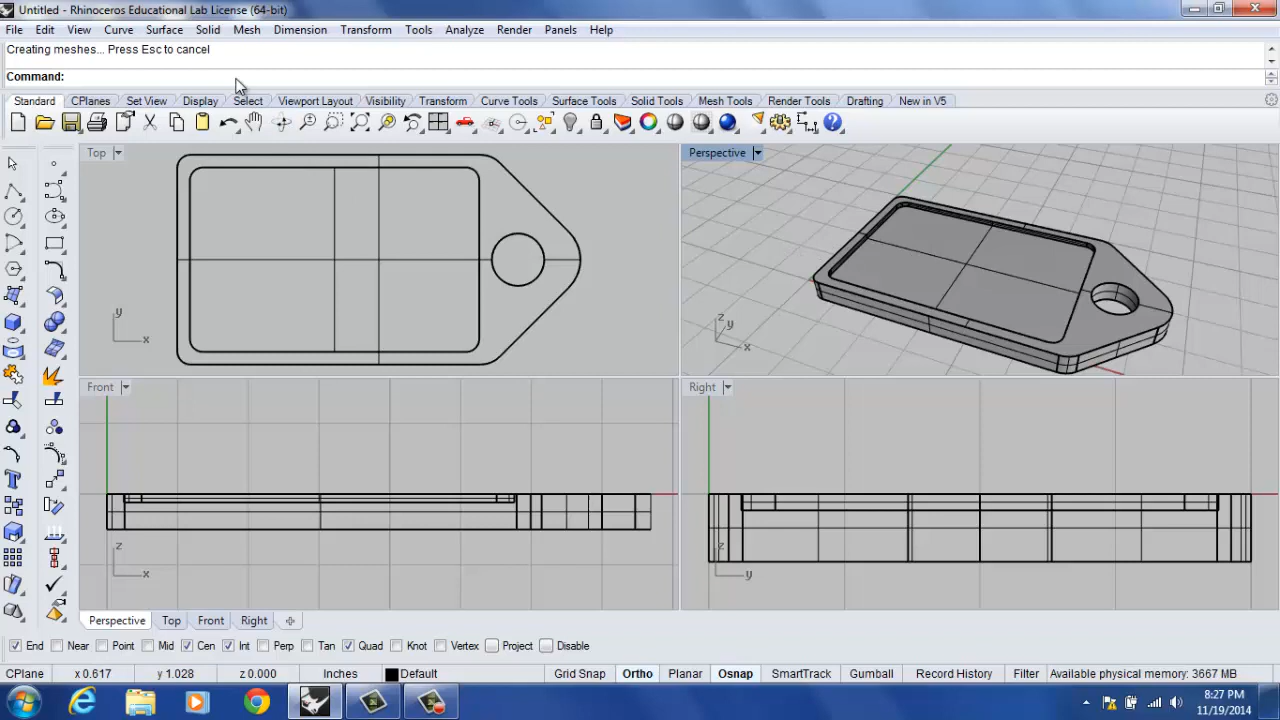 Untitled - Rhinoceros Educational Lab License (64-bit)
File Edit View Curve Surface Solid Mesh Dimension Transform Tools Analyze Render Panels Help
Creating meshes... Press Esc to cancel
Command:
Standard CPlanes Set View Display Select Viewport Layout Visibility Transform Curve Tools Surface Tools Solid Tools Mesh Tools Render Tools Drafting New in V5
Top Perspective
y
x
z
y
x
Front Right
z
x
z
y
Perspective Top Front Right
End Near Point Mid Cen Int Perp Tan Quad Knot Vertex Project Disable
CPlane x 0.617 y 1.028 z 0.000 Inches Default Grid Snap Ortho Planar Osnap SmartTrack Gumball Record History Filter Available physical memory: 3667 MB
8:27 PM
11/19/2014